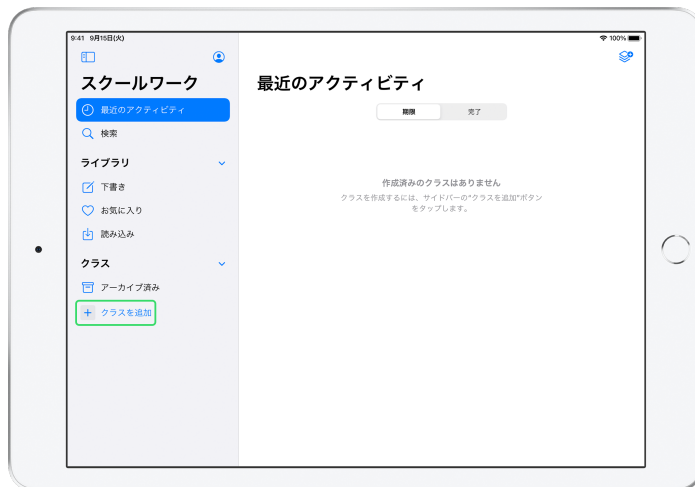 9:41 9月15日(火)
100%
スクールワーク
最近のアクティビティ
検索
ライブラリ
下書き
お気に入り
読み込み
クラス
アーカイブ済み
クラスを追加
最近のアクティビティ
期限 完了
作成済みのクラスはありません
クラスを作成するには、サイドバーの"クラスを追加"ボタン
をタップします。